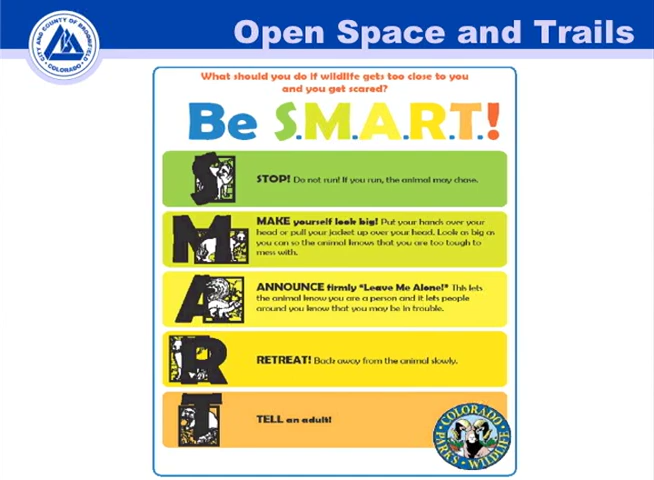 CITY AND COUNTY OF BROOMFIELD
COLORADO
Open Space and Trails
What should you do if wildlife gets too close to you
and you get scared?
Be S.M.A.R.T.!
S
STOP! Do not run! If you run, the animal may chase.
M
MAKE yourself look big! Put your hands over your
head or pull your jacket up over your head. Look as big as
you can so the animal knows that you are too tough to
mess with.
A
ANNOUNCE firmly "Leave Me Alone!" This lets
the animal know you are a person and it lets people
around you know that you may be in trouble.
R
RETREAT! Back away from the animal slowly.
T
TELL an adult!
COLORADO
PARKS • WILDLIFE